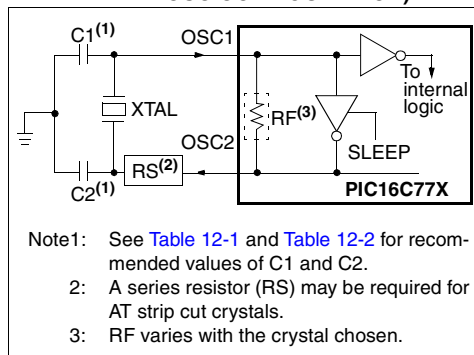 C1(1)
OSC1
To
internal
logic
XTAL
RF(3)
OSC2
SLEEP
RS(2)
C2(1)
PIC16C77X
Note1: See Table 12-1 and Table 12-2 for recom-
mended values of C1 and C2.
2: A series resistor (RS) may be required for
AT strip cut crystals.
3: RF varies with the crystal chosen.